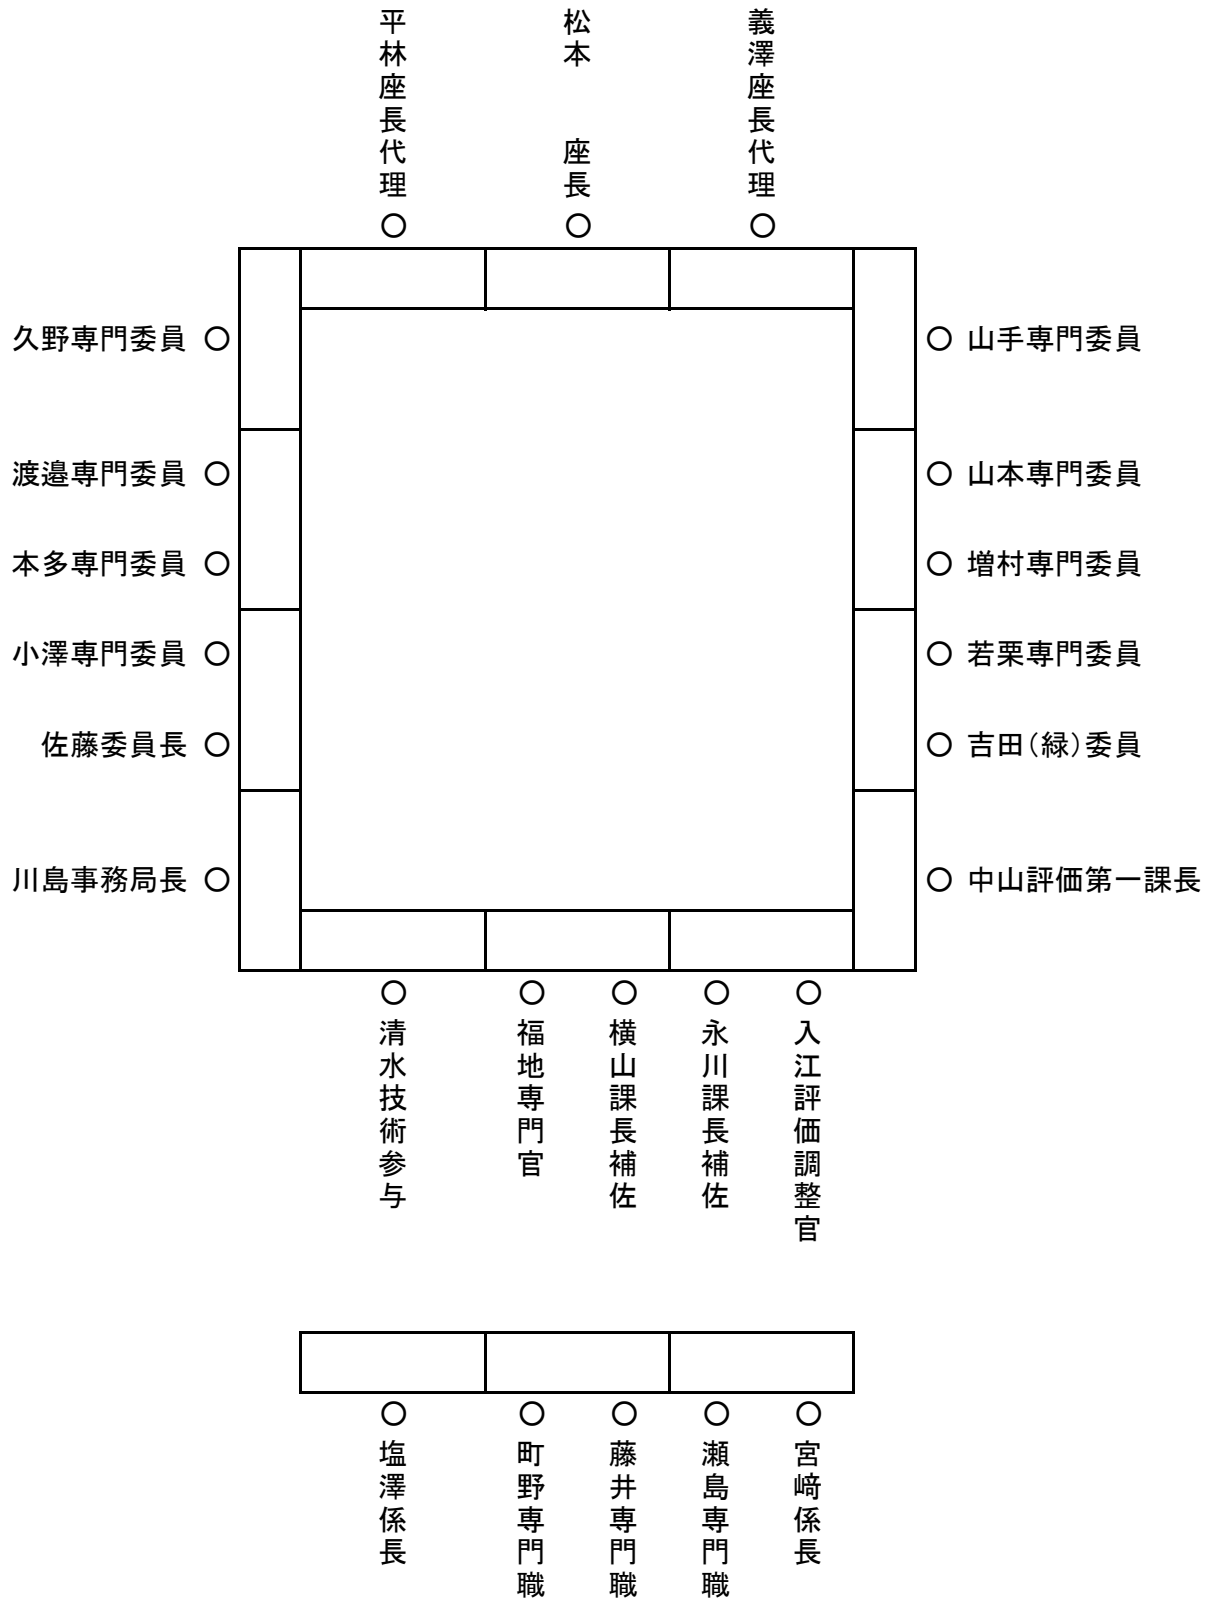 平林座長代理
松本　座長
義澤座長代理
久野専門委員
山手専門委員
渡邉専門委員
山本専門委員
本多専門委員
増村専門委員
小澤専門委員
若栗専門委員
佐藤委員長
吉田（緑）委員
川島事務局長
中山評価第一課長
清水技術参与
福地専門官
横山課長補佐
永川課長補佐
入江評価調整官
塩澤係長
町野専門職
藤井専門職
瀬島専門職
宮﨑係長